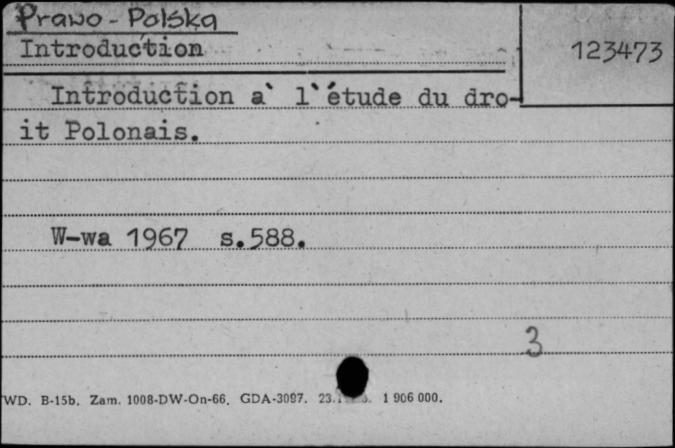 Prawo - Polska
Introduction
123473
Introduction a` l`étude du dro-
it Polonais.
W-wa 1967 s.588.
3
WD. B-15b. Zam. 1008-DW-On-66. GDA-3097. 23. 1 906 000.